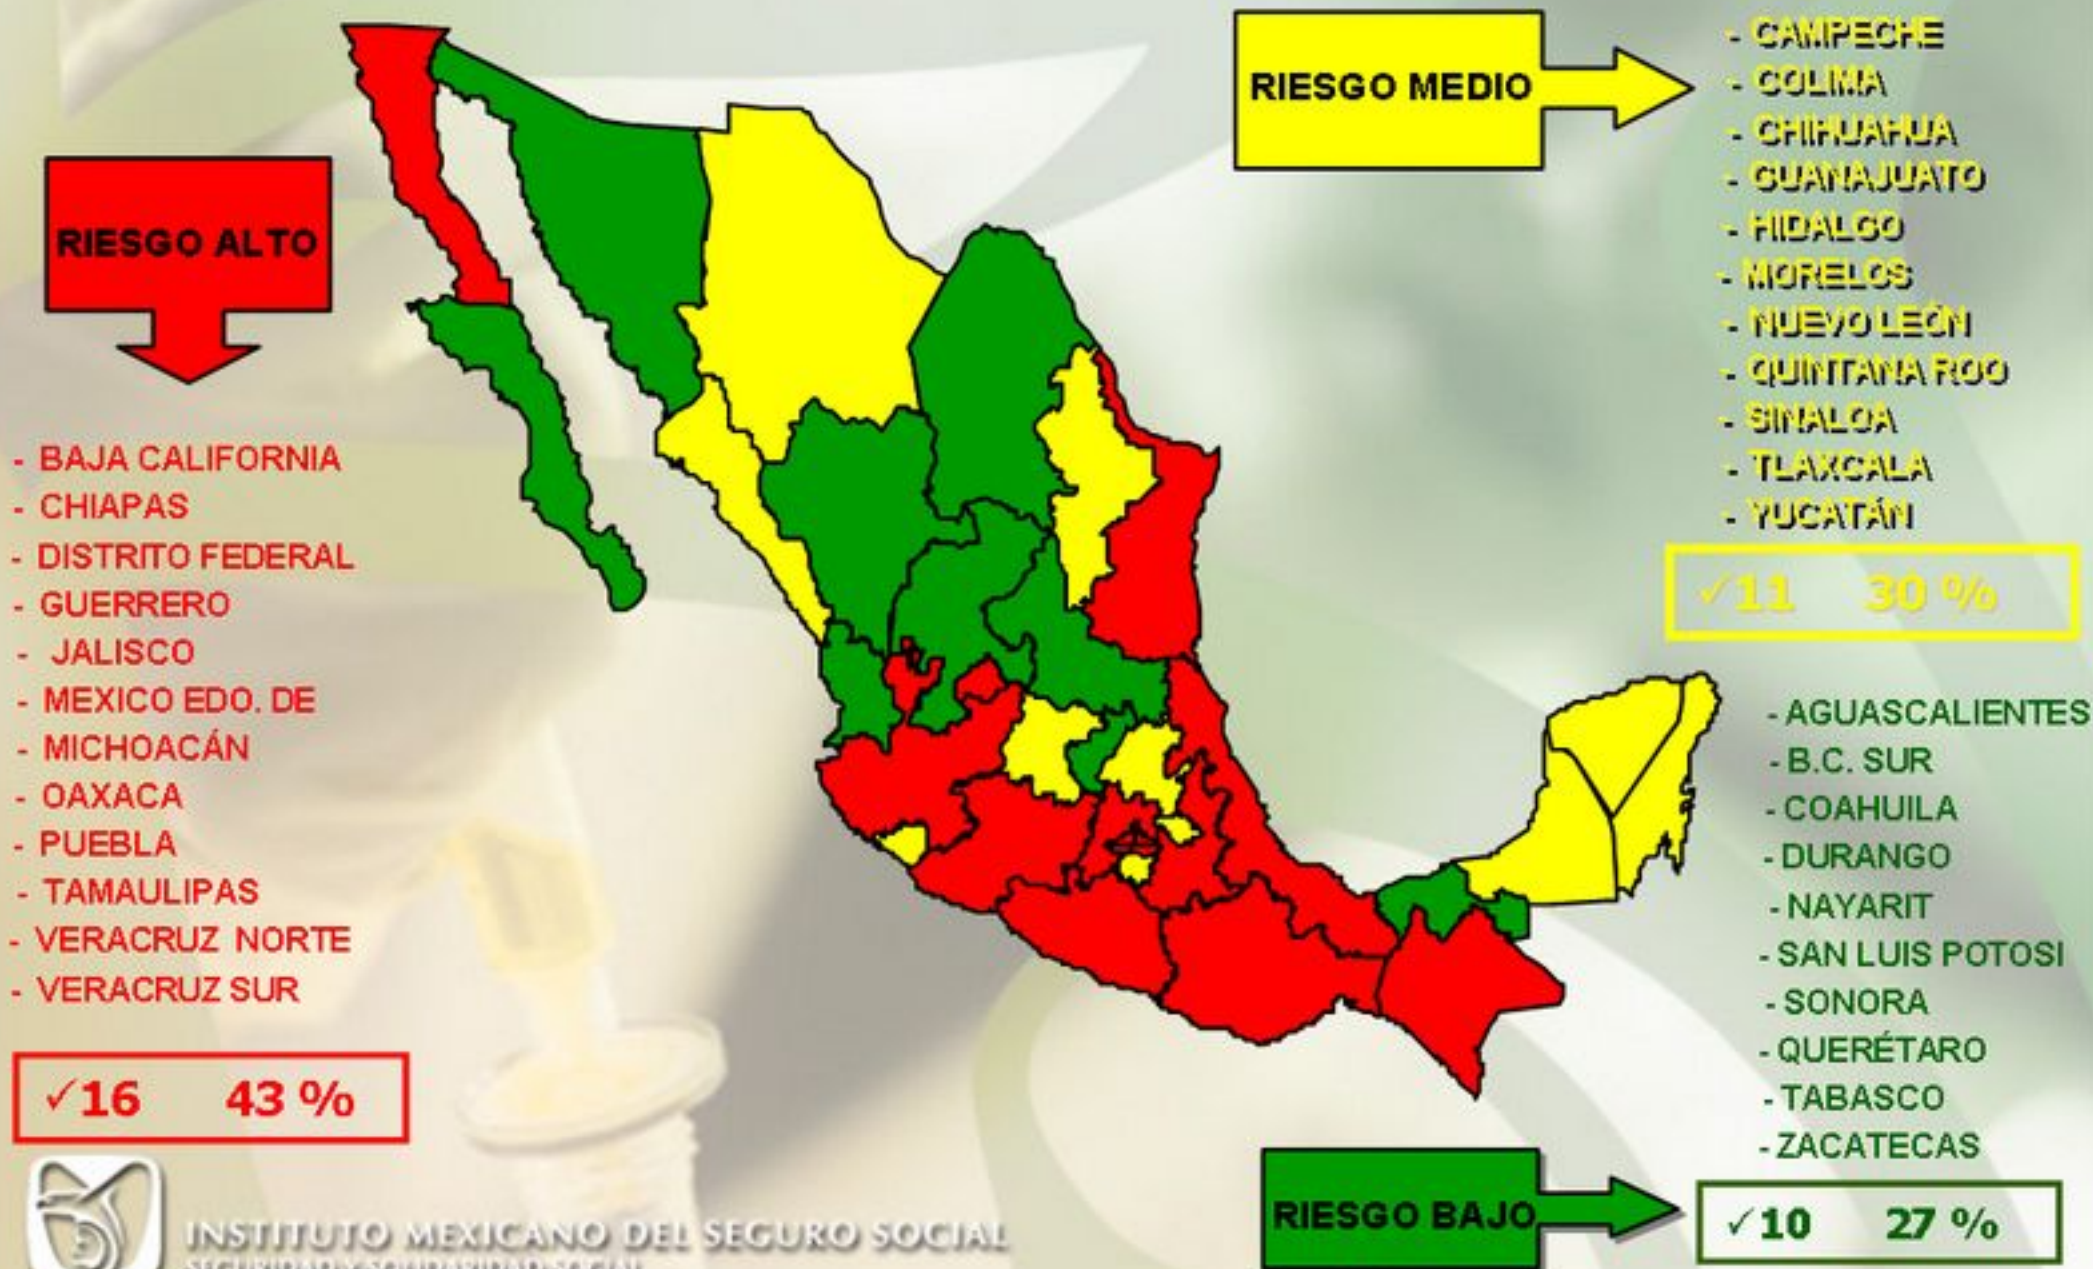 RIESGO ALTO
- BAJA CALIFORNIA
- CHIAPAS
- DISTRITO FEDERAL
- GUERRERO
- JALISCO
- MEXICO EDO. DE
- MICHOACÁN
- OAXACA
- PUEBLA
- TAMAULIPAS
- VERACRUZ NORTE
- VERACRUZ SUR
✓16 43 %
RIESGO MEDIO
- CAMPECHE
- COLIMA
- CHIHUAHUA
- GUANAJUATO
- HIDALGO
- MORELOS
- NUEVO LEÓN
- QUINTANA ROO
- SINALOA
- TLAXCALA
- YUCATÁN
✓11 30 %
- AGUASCALIENTES
- B.C. SUR
- COAHUILA
- DURANGO
- NAYARIT
- SAN LUIS POTOSI
- SONORA
- QUERÉTARO
- TABASCO
- ZACATECAS
RIESGO BAJO
✓10 27 %
INSTITUTO MEXICANO DEL SEGURO SOCIAL
SEGURIDAD Y SOLIDARIDAD SOCIAL